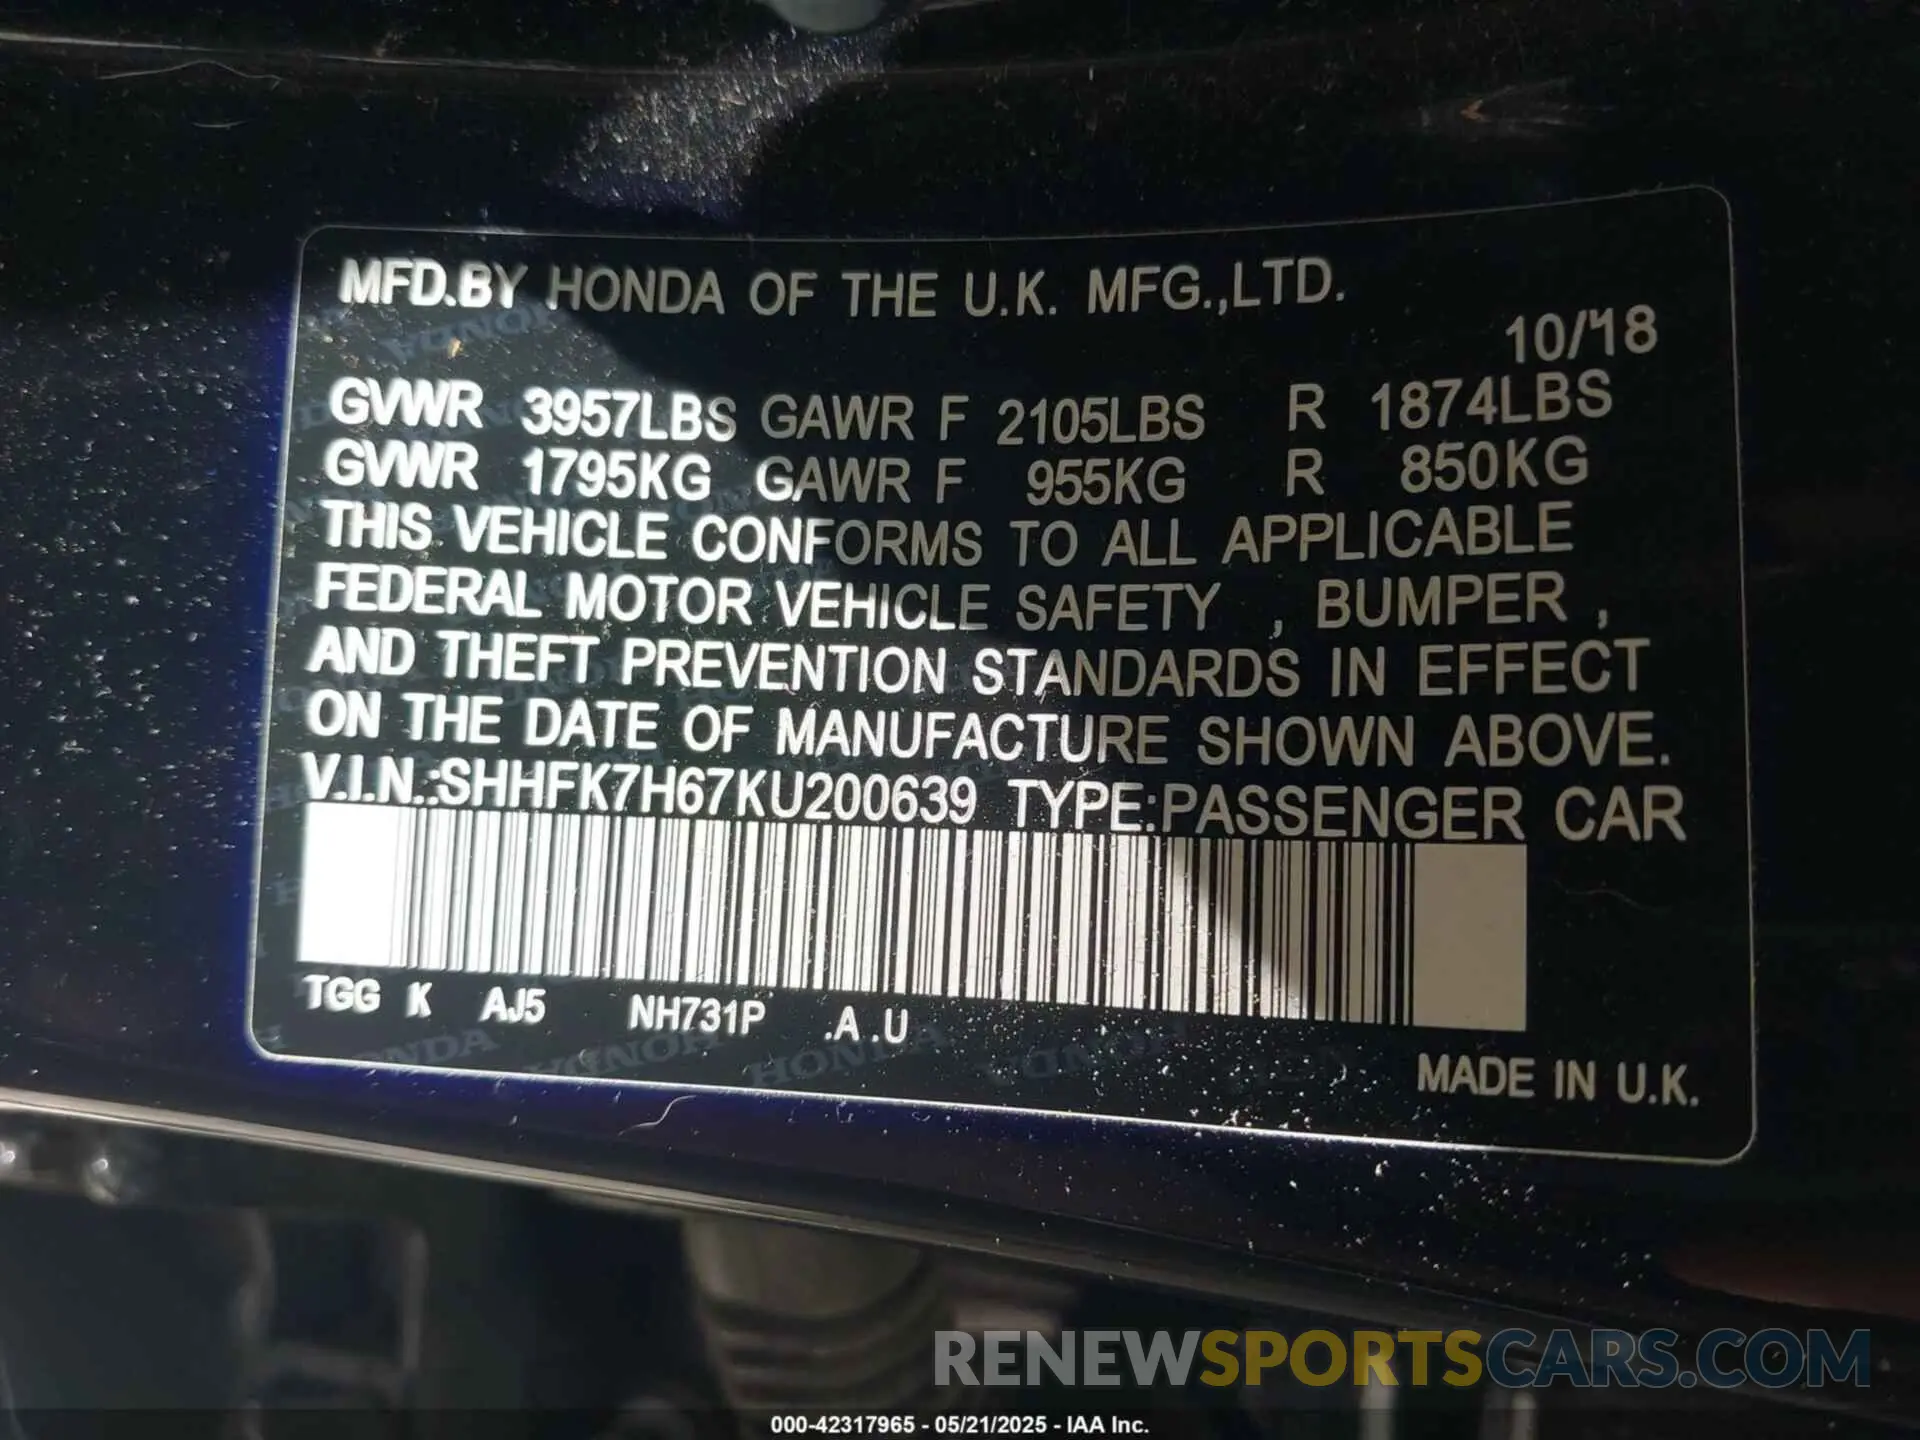 MFD.BY HONDA OF THE U.K. MFG.,LTD.
10/18
GVWR 3957LBS GAWR F 2105LBS R 1874LBS
GVWR 1795KG GAWR F 955KG R 850KG
THIS VEHICLE CONFORMS TO ALL APPLICABLE
FEDERAL MOTOR VEHICLE SAFETY , BUMPER ,
AND THEFT PREVENTION STANDARDS IN EFFECT
ON THE DATE OF MANUFACTURE SHOWN ABOVE.
V.I.N.:SHHFK7H67KU200639 TYPE:PASSENGER CAR
TGG K AJ5 NH731P .A .U
HONDA HONDA HONDA
MADE IN U.K.
RENEWSPORTSCARS.COM
000-42317965 - 05/21/2025 - IAA Inc.